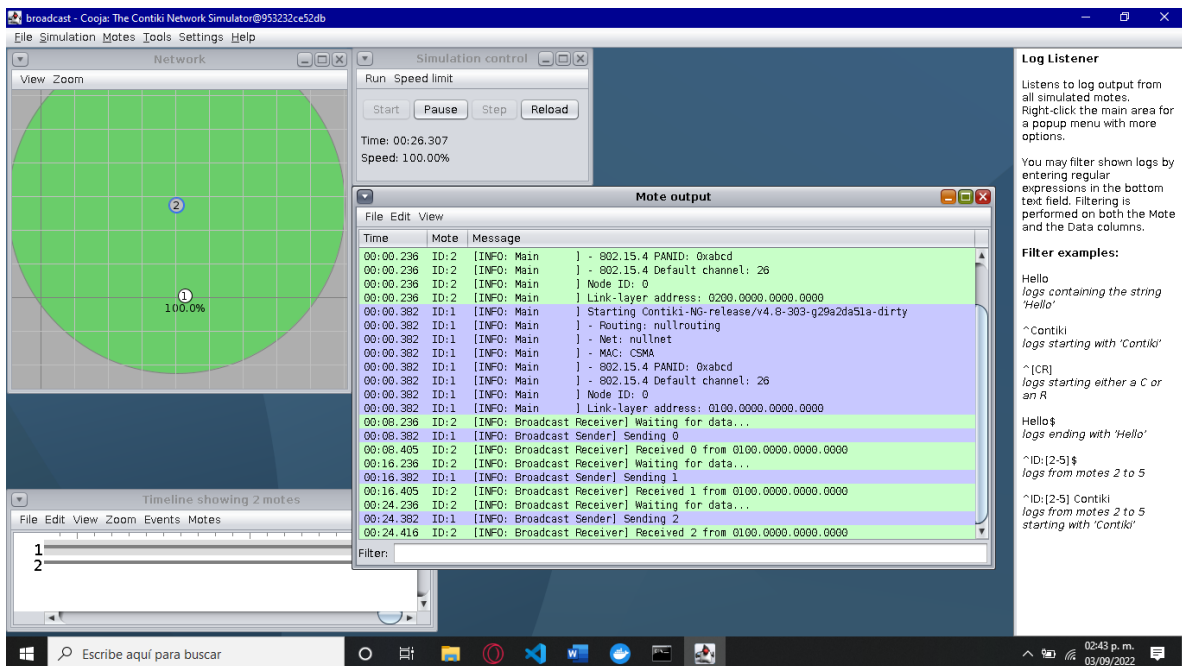 broadcast - Cooja: The Contiki Network Simulator@953232ce52db
File Simulation Motes Tools Settings Help
Network
View Zoom
2
1
100.0%
Simulation control
Run Speed limit
Start Pause Step Reload
Time: 00:26.307
Speed: 100.00%
Mote output
File Edit View
Time Mote Message
00:00.236 ID:2 [INFO: Main ] - 802.15.4 PANID: 0xabcd
00:00.236 ID:2 [INFO: Main ] - 802.15.4 Default channel: 26
00:00.236 ID:2 [INFO: Main ] Node ID: 0
00:00.236 ID:2 [INFO: Main ] Link-layer address: 0200.0000.0000.0000
00:00.382 ID:1 [INFO: Main ] Starting Contiki-NG-release/v4.8-303-g29a2da51a-dirty
00:00.382 ID:1 [INFO: Main ] - Routing: nullrouting
00:00.382 ID:1 [INFO: Main ] - Net: nullnet
00:00.382 ID:1 [INFO: Main ] - MAC: CSMA
00:00.382 ID:1 [INFO: Main ] - 802.15.4 PANID: 0xabcd
00:00.382 ID:1 [INFO: Main ] - 802.15.4 Default channel: 26
00:00.382 ID:1 [INFO: Main ] Node ID: 0
00:00.382 ID:1 [INFO: Main ] Link-layer address: 0100.0000.0000.0000
00:08.236 ID:2 [INFO: Broadcast Receiver] Waiting for data...
00:08.382 ID:1 [INFO: Broadcast Sender] Sending 0
00:08.405 ID:2 [INFO: Broadcast Receiver] Received 0 from 0100.0000.0000.0000
00:16.236 ID:2 [INFO: Broadcast Receiver] Waiting for data...
00:16.382 ID:1 [INFO: Broadcast Sender] Sending 1
00:16.405 ID:2 [INFO: Broadcast Receiver] Received 1 from 0100.0000.0000.0000
00:24.236 ID:2 [INFO: Broadcast Receiver] Waiting for data...
00:24.382 ID:1 [INFO: Broadcast Sender] Sending 2
00:24.416 ID:2 [INFO: Broadcast Receiver] Received 2 from 0100.0000.0000.0000
Filter:
Timeline showing 2 motes
File Edit View Zoom Events Motes
1
2
Log Listener
Listens to log output from
all simulated motes.
Right-click the main area for
a popup menu with more
options.
You may filter shown logs by
entering regular
expressions in the bottom
text field. Filtering is
performed on both the Mote
and the Data columns.
Filter examples:
Hello
logs containing the string
'Hello'
^Contiki
logs starting with 'Contiki'
^[CR]
logs starting either a C or
an R
Hello$
logs ending with 'Hello'
^ID:[2-5]$
logs from motes 2 to 5
^ID:[2-5] Contiki
logs from motes 2 to 5
starting with 'Contiki'
Escribe aquí para buscar
02:43 p. m.
03/09/2022